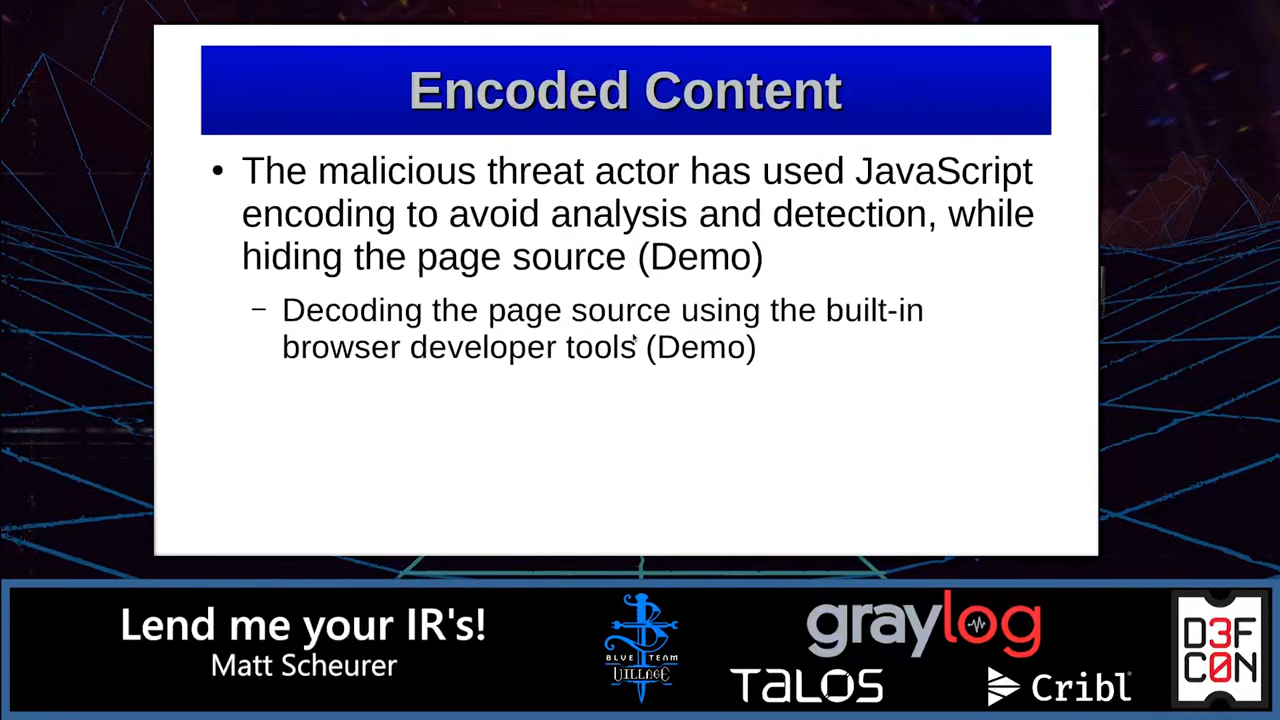 Encoded Content
• The malicious threat actor has used JavaScript
encoding to avoid analysis and detection, while
hiding the page source (Demo)
– Decoding the page source using the built-in
browser developer tools (Demo)
Lend me your IR's!
Matt Scheurer
BLUE TEAM
VILLAGE
graylog
TALOS
Cribl
D3F
C0N